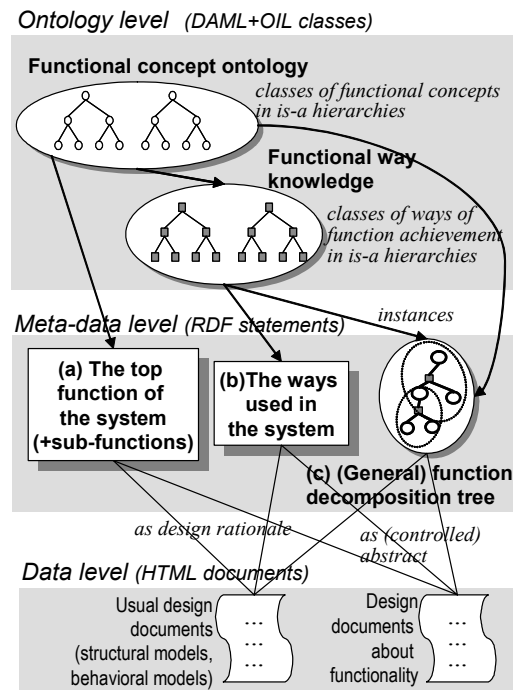 Ontology level (DAML+OIL classes)
Functional concept ontology
classes of functional concepts
in is-a hierarchies
Functional way
knowledge
classes of ways of
function achievement
in is-a hierarchies
instances
Meta-data level (RDF statements)
(a) The top
function of
the system
(+sub-functions)
(b)The ways
used in
the system
(c) (General) function
decomposition tree
as design rationale
as (controlled)
abstract
Data level (HTML documents)
Usual design
documents
(structural models,
behavioral models)
...
...
...
Design
documents
about
functionality
...
...
...